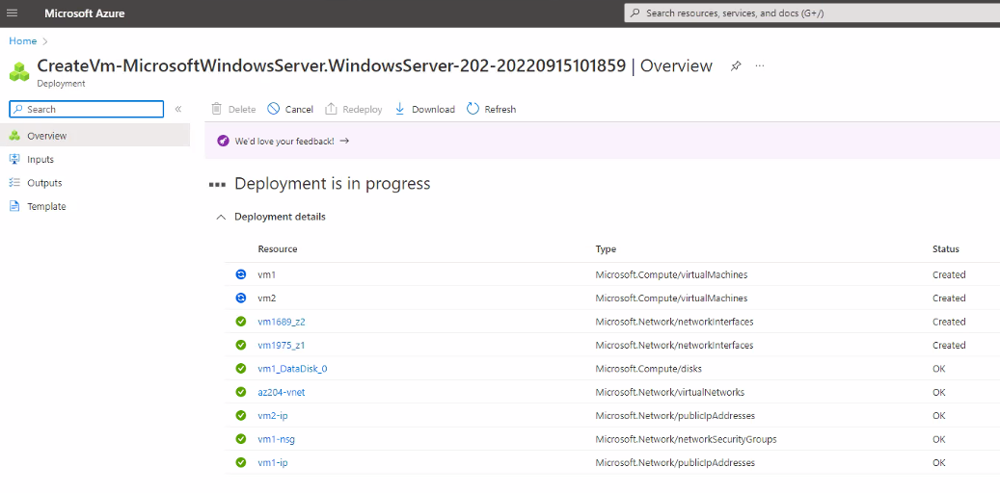 Microsoft Azure
Search resources, services, and docs (G+/)
Home
CreateVm-MicrosoftWindowsServer.WindowsServer-202-20220915101859 | Overview
Deployment
Search
Delete Cancel Redeploy Download Refresh
Overview
We'd love your feedback!
Inputs
Outputs
Template
Deployment is in progress
Deployment details
Resource Type Status
vm1 Microsoft.Compute/virtualMachines Created
vm2 Microsoft.Compute/virtualMachines Created
vm1689_z2 Microsoft.Network/networkInterfaces Created
vm1975_z1 Microsoft.Network/networkInterfaces Created
vm1_DataDisk_0 Microsoft.Compute/disks OK
az204-vnet Microsoft.Network/virtualNetworks OK
vm2-ip Microsoft.Network/publicIpAddresses OK
vm1-nsg Microsoft.Network/networkSecurityGroups OK
vm1-ip Microsoft.Network/publicIpAddresses OK